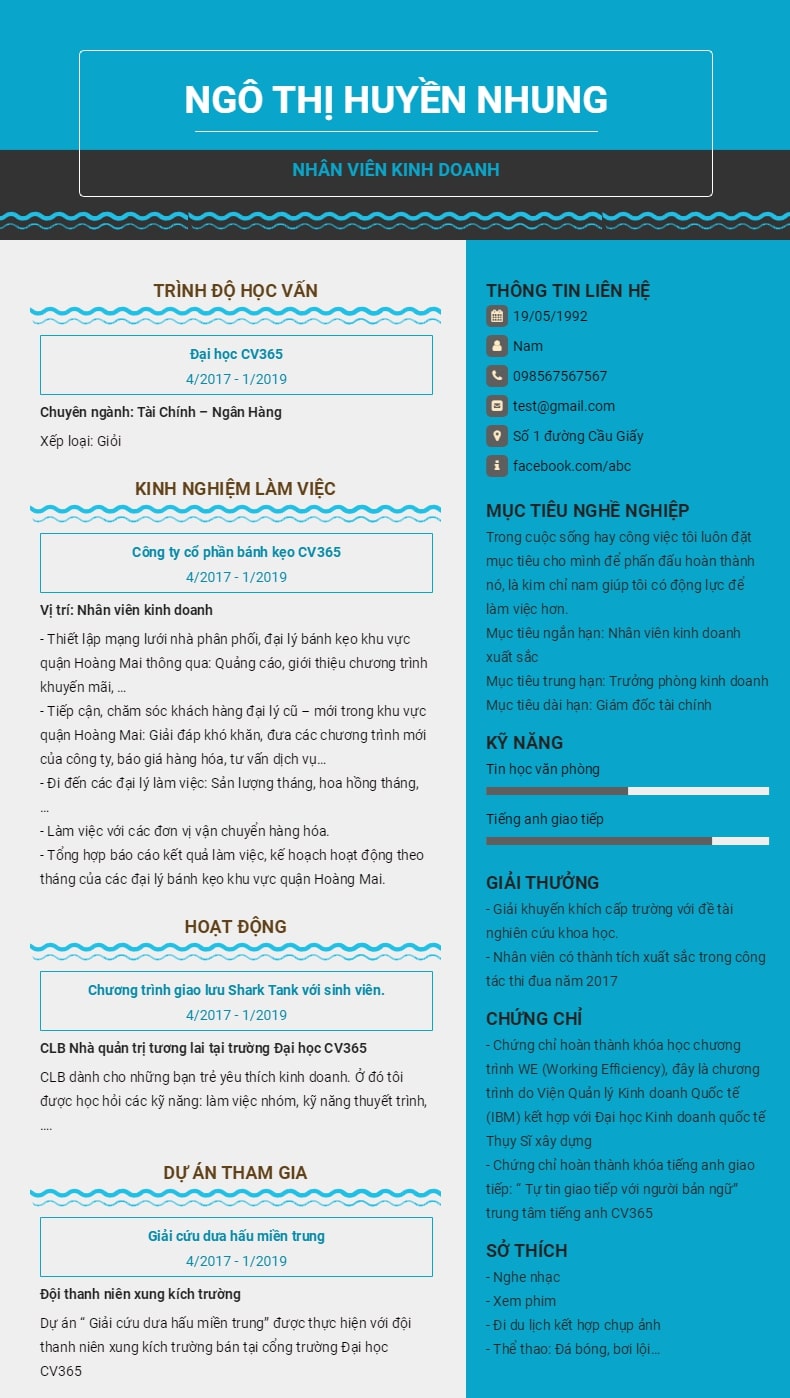 NGÔ THỊ HUYỀN NHUNG
NHÂN VIÊN KINH DOANH
TRÌNH ĐỘ HỌC VẤN
Đại học CV365
4/2017 - 1/2019
Chuyên ngành: Tài Chính – Ngân Hàng
Xếp loại: Giỏi
KINH NGHIỆM LÀM VIỆC
Công ty cổ phần bánh kẹo CV365
4/2017 - 1/2019
Vị trí: Nhân viên kinh doanh
- Thiết lập mạng lưới nhà phân phối, đại lý bánh kẹo khu vực
quận Hoàng Mai thông qua: Quảng cáo, giới thiệu chương trình
khuyến mãi, ...
- Tiếp cận, chăm sóc khách hàng đại lý cũ – mới trong khu vực
quận Hoàng Mai: Giải đáp khó khăn, đưa các chương trình mới
của công ty, báo giá hàng hóa, tư vấn dịch vụ...
- Đi đến các đại lý làm việc: Sản lượng tháng, hoa hồng tháng,
...
- Làm việc với các đơn vị vận chuyển hàng hóa.
- Tổng hợp báo cáo kết quả làm việc, kế hoạch hoạt động theo
tháng của các đại lý bánh kẹo khu vực quận Hoàng Mai.
HOẠT ĐỘNG
Chương trình giao lưu Shark Tank với sinh viên.
4/2017 - 1/2019
CLB Nhà quản trị tương lai tại trường Đại học CV365
CLB dành cho những bạn trẻ yêu thích kinh doanh. Ở đó tôi
được học hỏi các kỹ năng: làm việc nhóm, kỹ năng thuyết trình,
....
DỰ ÁN THAM GIA
Giải cứu dưa hấu miền trung
4/2017 - 1/2019
Đội thanh niên xung kích trường
Dự án “ Giải cứu dưa hấu miền trung” được thực hiện với đội
thanh niên xung kích trường bán tại cổng trường Đại học
CV365
THÔNG TIN LIÊN HỆ
19/05/1992
Nam
098567567567
test@gmail.com
Số 1 đường Cầu Giấy
facebook.com/abc
MỤC TIÊU NGHỀ NGHIỆP
Trong cuộc sống hay công việc tôi luôn đặt
mục tiêu cho mình để phấn đấu hoàn thành
nó, là kim chỉ nam giúp tôi có động lực để
làm việc hơn.
Mục tiêu ngắn hạn: Nhân viên kinh doanh
xuất sắc
Mục tiêu trung hạn: Trưởng phòng kinh doanh
Mục tiêu dài hạn: Giám đốc tài chính
KỸ NĂNG
Tin học văn phòng
Tiếng anh giao tiếp
GIẢI THƯỞNG
- Giải khuyến khích cấp trường với đề tài
nghiên cứu khoa học.
- Nhân viên có thành tích xuất sắc trong công
tác thi đua năm 2017
CHỨNG CHỈ
- Chứng chỉ hoàn thành khóa học chương
trình WE (Working Efficiency), đây là chương
trình do Viện Quản lý Kinh doanh Quốc tế
(IBM) kết hợp với Đại học Kinh doanh quốc tế
Thụy Sĩ xây dựng
- Chứng chỉ hoàn thành khóa tiếng anh giao
tiếp: “ Tự tin giao tiếp với người bản ngữ”
trung tâm tiếng anh CV365
SỞ THÍCH
- Nghe nhạc
- Xem phim
- Đi du lịch kết hợp chụp ảnh
- Thể thao: Đá bóng, bơi lội...